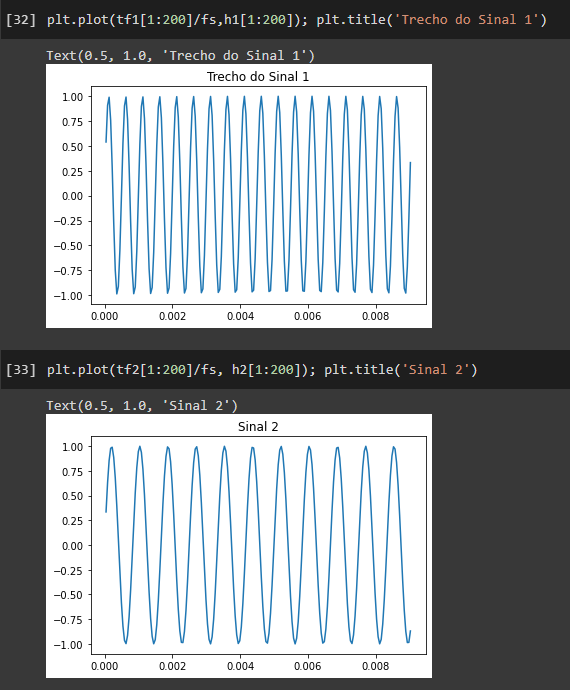 [32] plt.plot(tf1[1:200]/fs,h1[1:200]); plt.title('Trecho do Sinal 1')
Text(0.5, 1.0, 'Trecho do Sinal 1')
Trecho do Sinal 1
1.00
0.75
0.50
0.25
0.00
−0.25
−0.50
−0.75
−1.00
0.000 0.002 0.004 0.006 0.008
[33] plt.plot(tf2[1:200]/fs, h2[1:200]); plt.title('Sinal 2')
Text(0.5, 1.0, 'Sinal 2')
Sinal 2
1.00
0.75
0.50
0.25
0.00
−0.25
−0.50
−0.75
−1.00
0.000 0.002 0.004 0.006 0.008